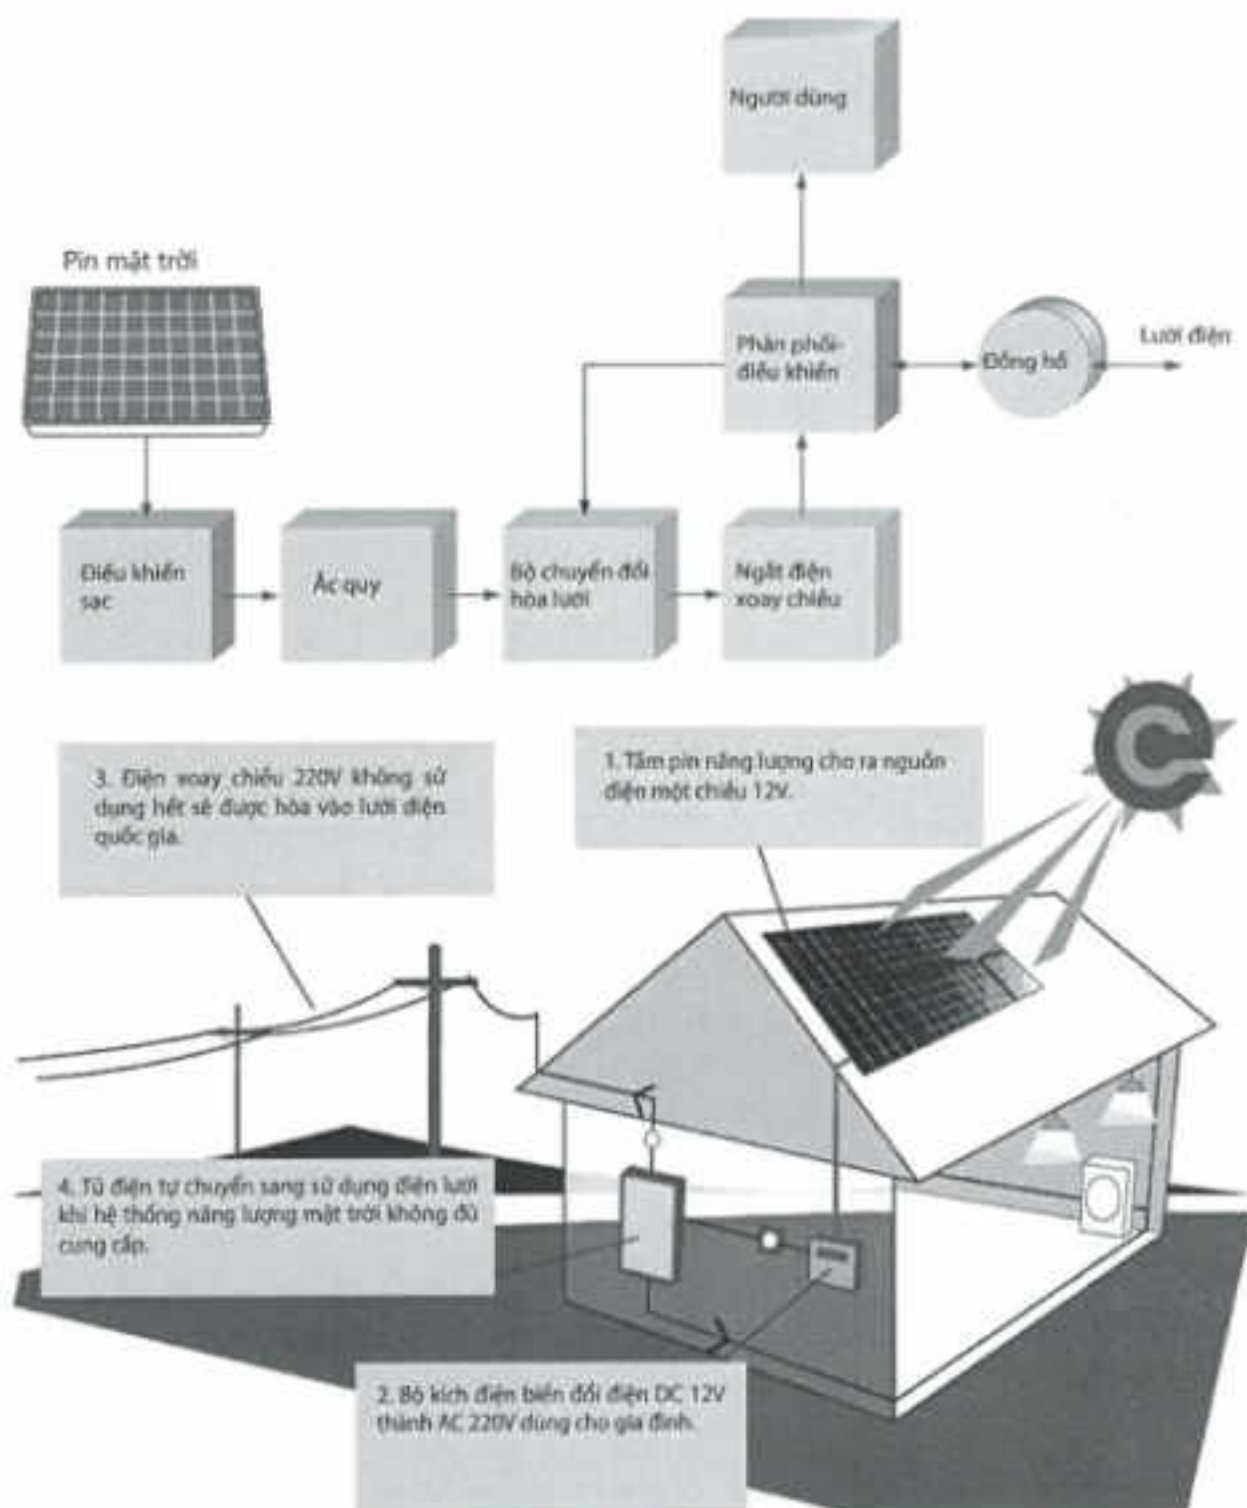 Người dùng
Pin mặt trời
Phân phối-
điều khiển
Đồng hồ
Lưới điện
Điều khiển
sạc
Ắc quy
Bộ chuyển đổi
hòa lưới
Ngắt điện
xoay chiều
3. Điện xoay chiều 220V không sử
dụng hết sẽ được hòa vào lưới điện
quốc gia.
1. Tấm pin năng lượng cho ra nguồn
điện một chiều 12V.
4. Tủ điện tự chuyển sang sử dụng điện lưới
khi hệ thống năng lượng mặt trời không đủ
cung cấp.
2. Bộ kích điện biến đổi điện DC 12V
thành AC 220V dùng cho gia đình.